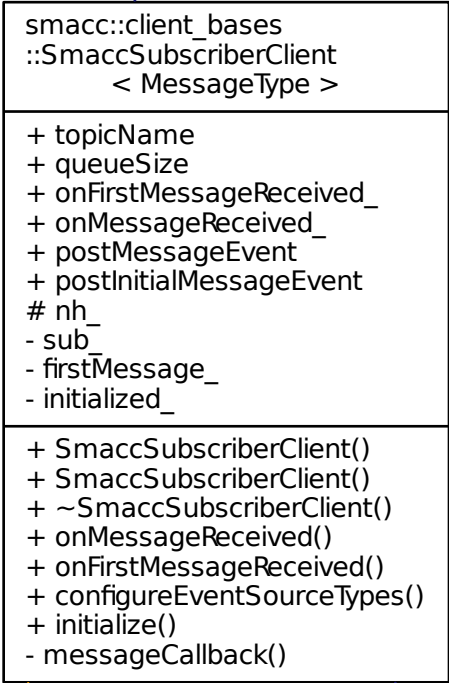 smacc::client_bases
::SmaccSubscriberClient
< MessageType >
+ topicName
+ queueSize
+ onFirstMessageReceived_
+ onMessageReceived_
+ postMessageEvent
+ postInitialMessageEvent
# nh_
- sub_
- firstMessage_
- initialized_
+ SmaccSubscriberClient()
+ SmaccSubscriberClient()
+ ~SmaccSubscriberClient()
+ onMessageReceived()
+ onFirstMessageReceived()
+ configureEventSourceTypes()
+ initialize()
- messageCallback()